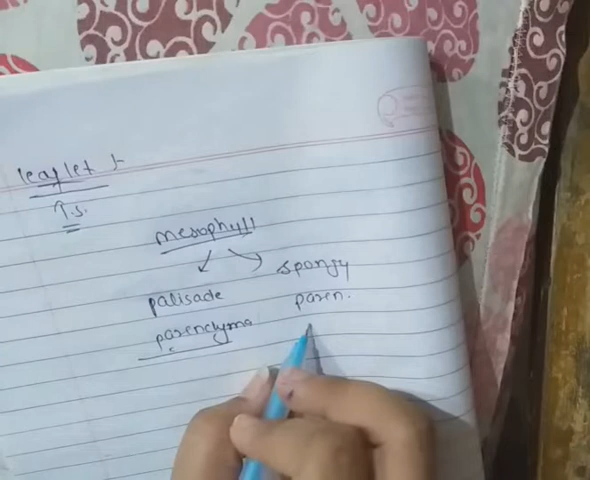 leaflet :-
T.S.
mesophyll
spongy
palisade paren.
parenchyma